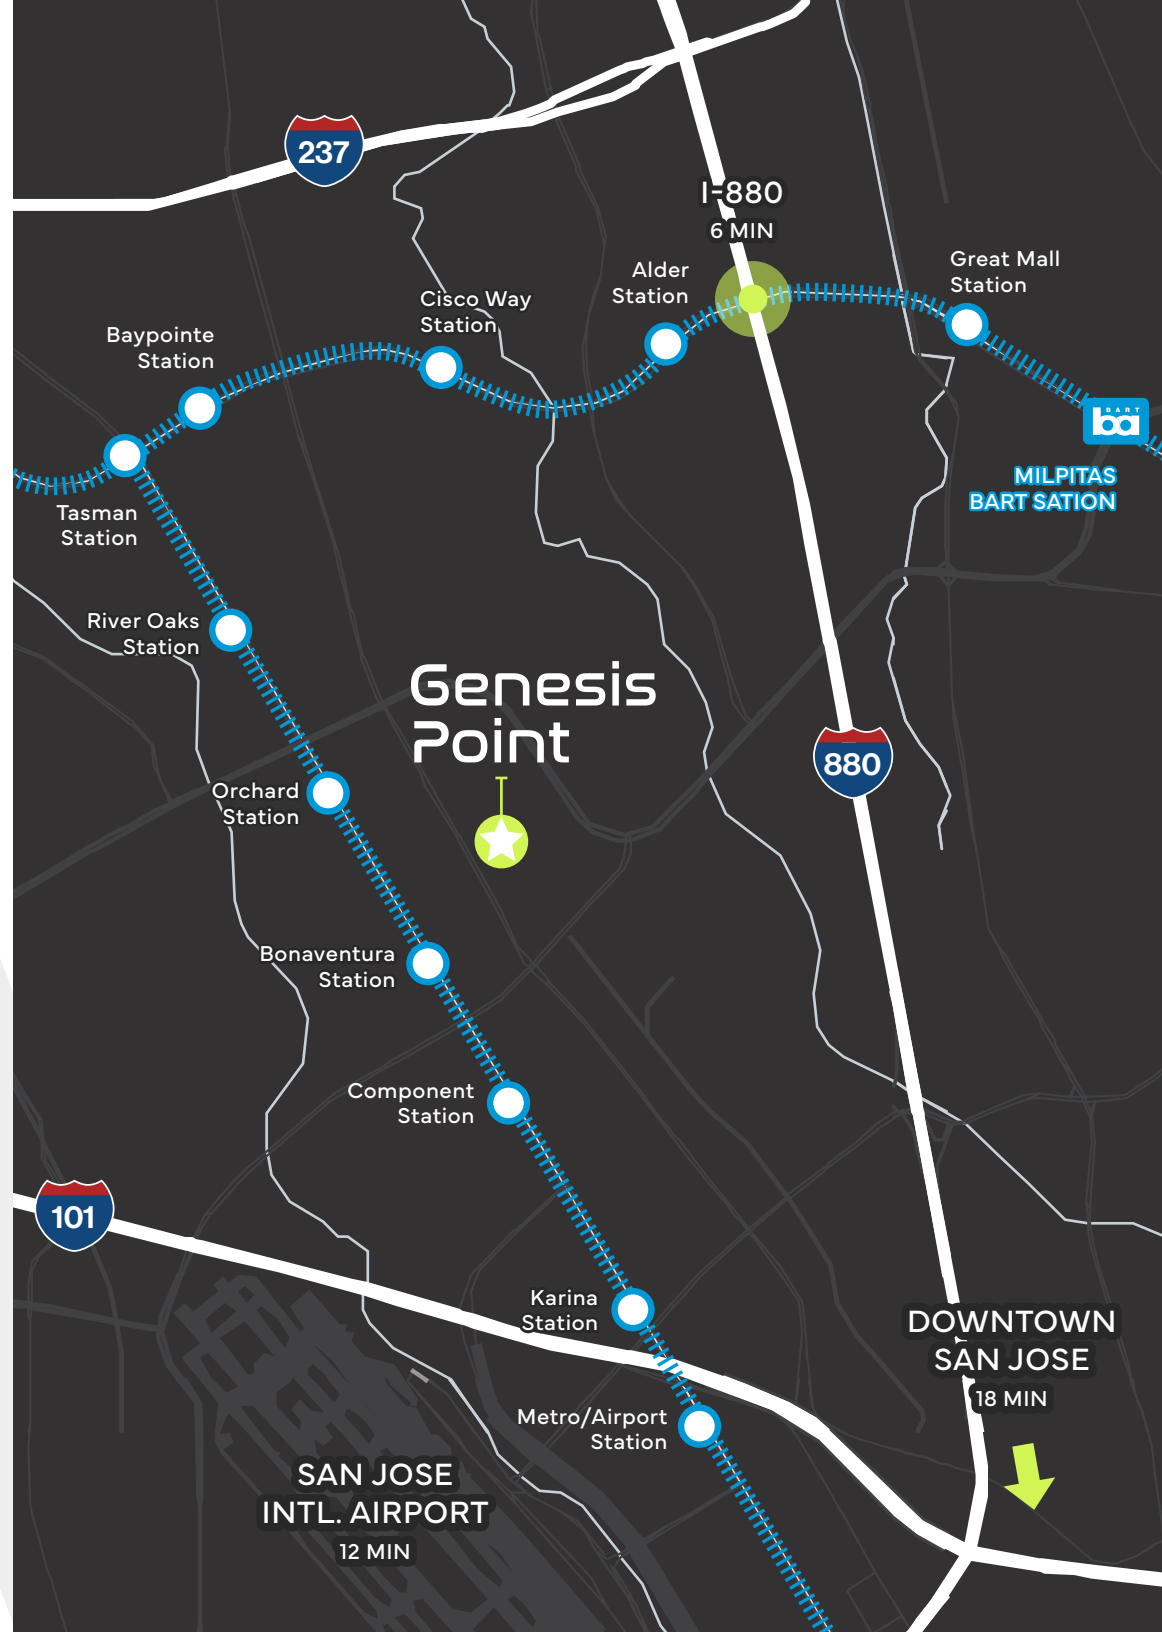 237
I-880
6 MIN
Great Mall
Station
Alder
Station
Cisco Way
Station
Baypointe
Station
BART
ba
MILPITAS
BART SATION
Tasman
Station
River Oaks
Station
Genesis
Point
880
Orchard
Station
Bonaventura
Station
Component
Station
101
Karina
Station
DOWNTOWN
SAN JOSE
18 MIN
Metro/Airport
Station
SAN JOSE
INTL. AIRPORT
12 MIN